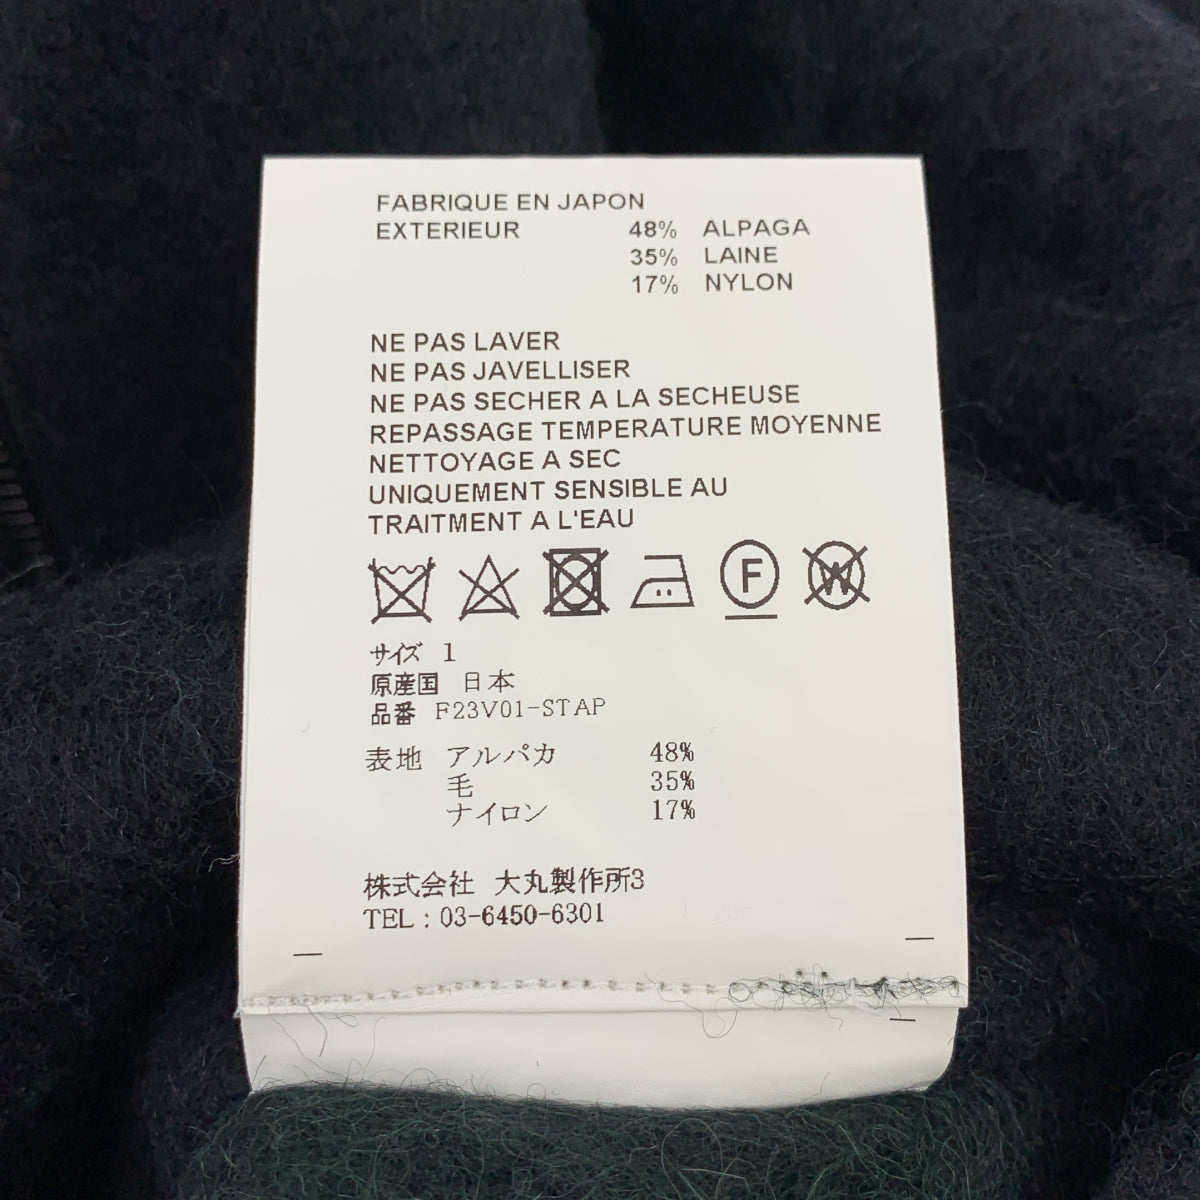 FABRIQUE EN JAPON
EXTERIEUR 48% ALPAGA
35% LAINE
17% NYLON
NE PAS LAVER
NE PAS JAVELLISER
NE PAS SECHER A LA SECHEUSE
REPASSAGE TEMPERATURE MOYENNE
NETTOYAGE A SEC
UNIQUEMENT SENSIBLE AU
TRAITMENT A L'EAU
F W
サイズ 1
原産国 日本
品番 F23V01-STAP
表地 アルパカ 48%
毛 35%
ナイロン 17%
株式会社 大丸製作所3
TEL：03-6450-6301